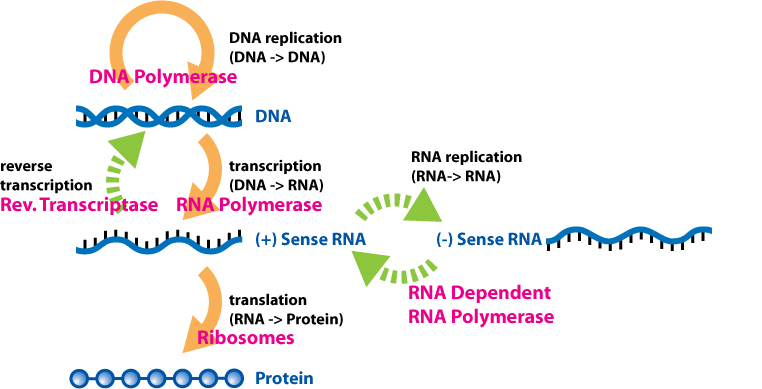 DNA replication
(DNA -> DNA)
DNA Polymerase
DNA
reverse
transcription
Rev. Transcriptase
transcription
(DNA -> RNA)
RNA Polymerase
RNA replication
(RNA-> RNA)
(+) Sense RNA
(-) Sense RNA
RNA Dependent
RNA Polymerase
translation
(RNA -> Protein)
Ribosomes
Protein